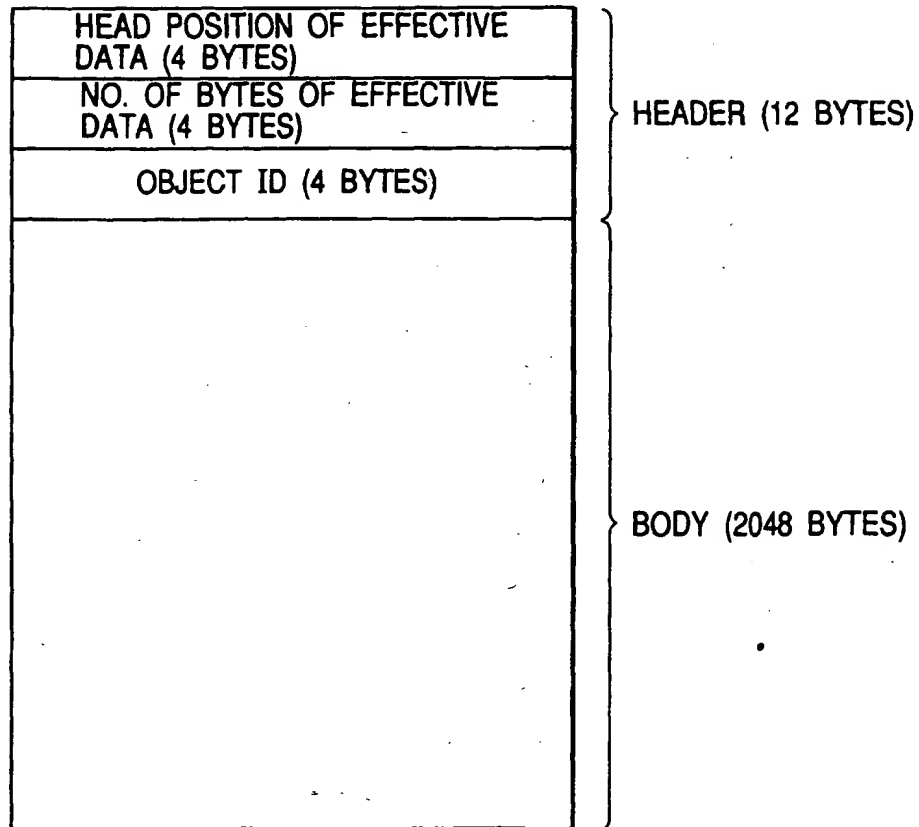 HEAD POSITION OF EFFECTIVE
DATA (4 BYTES)
NO. OF BYTES OF EFFECTIVE
DATA (4 BYTES)
HEADER (12 BYTES)
OBJECT ID (4 BYTES)
BODY (2048 BYTES)